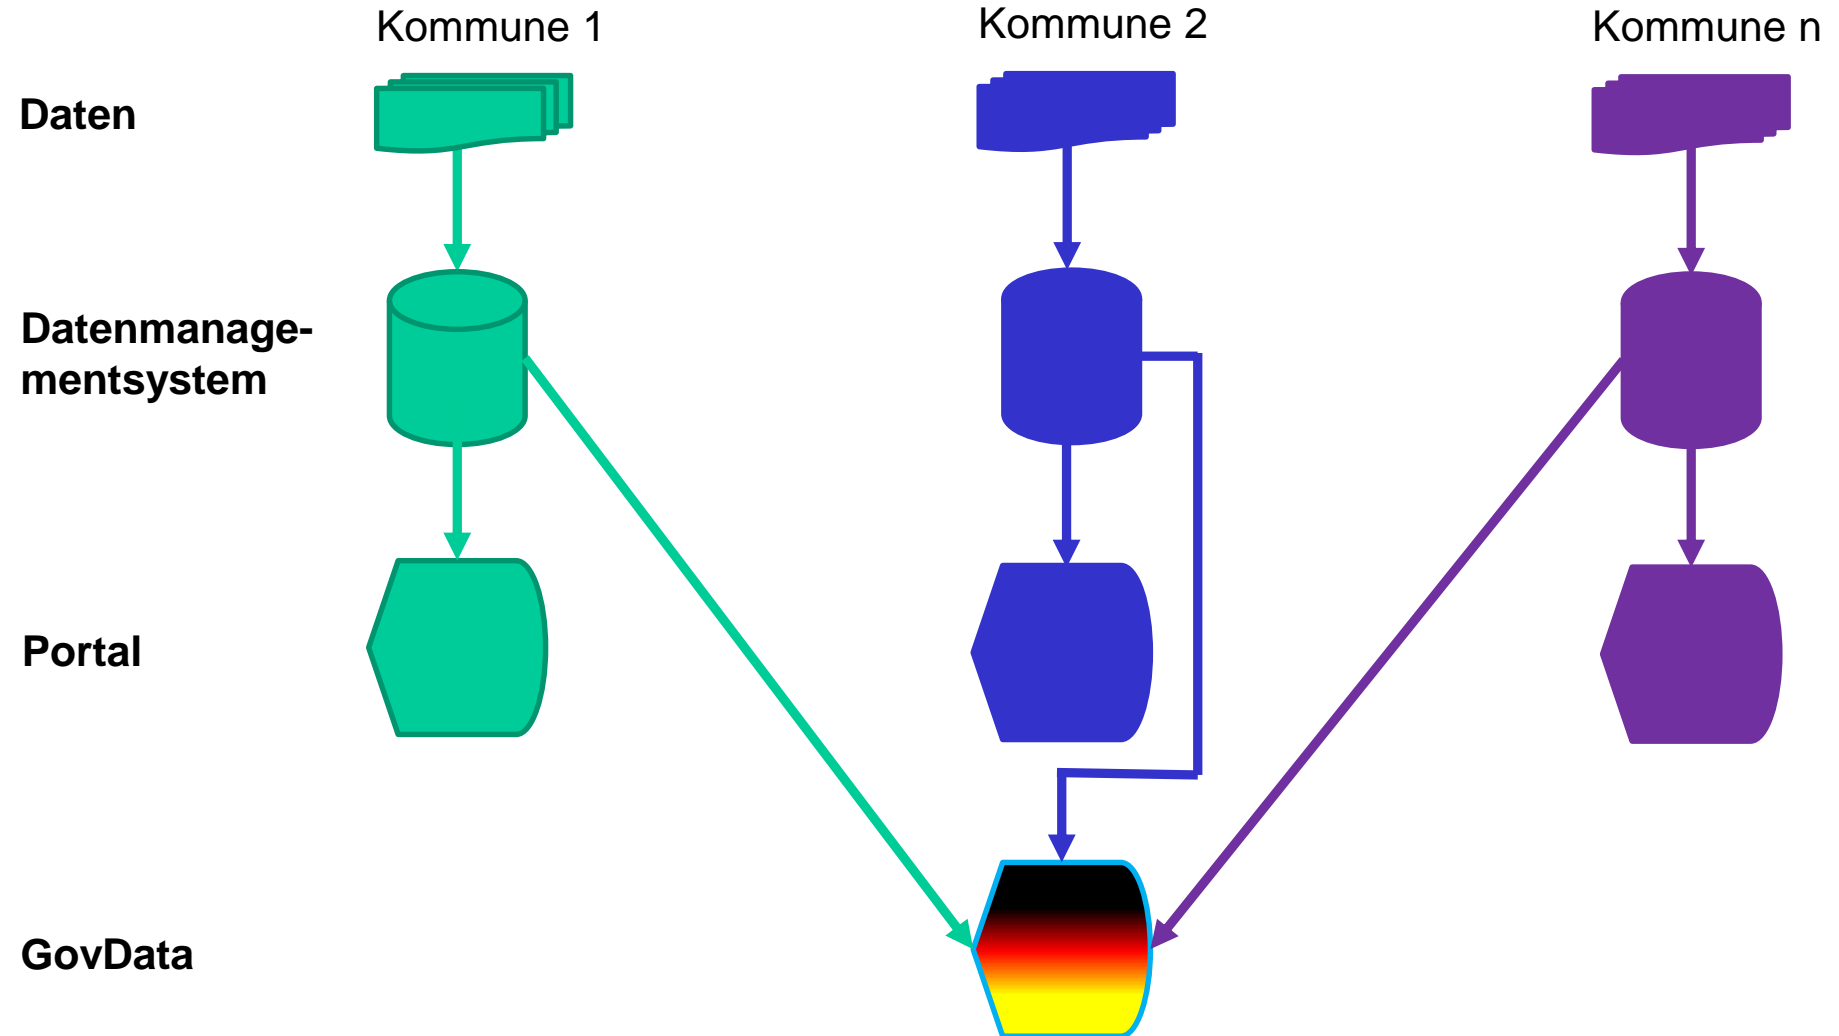 Kommune 1
Kommune 2
Kommune n
Daten
Datenmanage-
mentsystem
Portal
GovData